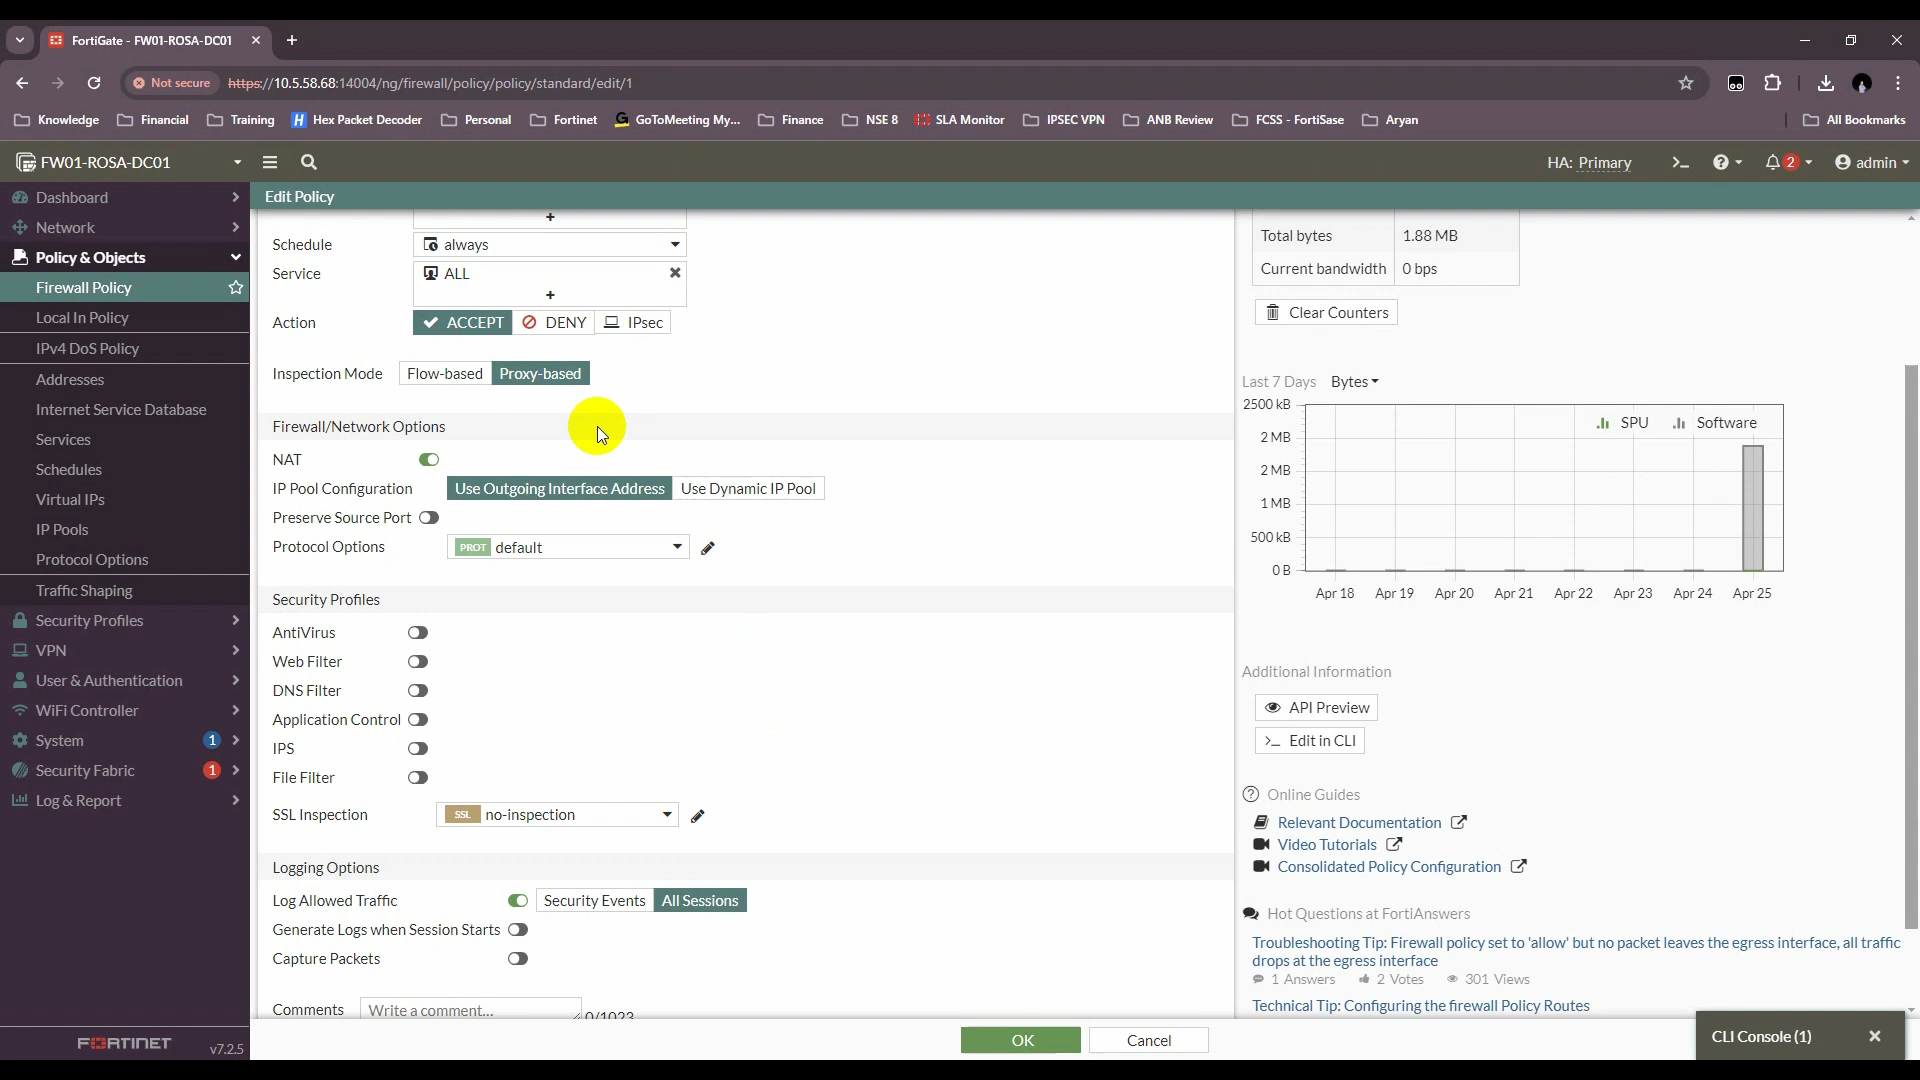 FortiGate - FW01-ROSA-DC01
Not secure https://10.5.58.68:14004/ng/firewall/policy/policy/standard/edit/1
Knowledge Financial Training Hex Packet Decoder Personal Fortinet GoToMeeting My... Finance NSE 8 SLA Monitor IPSEC VPN ANB Review FCSS - FortiSase Aryan All Bookmarks
FW01-ROSA-DC01 HA: Primary >_ 2 admin
Dashboard
Network
Policy & Objects
Firewall Policy
Local In Policy
IPv4 DoS Policy
Addresses
Internet Service Database
Services
Schedules
Virtual IPs
IP Pools
Protocol Options
Traffic Shaping
Security Profiles
VPN
User & Authentication
WiFi Controller
System 1
Security Fabric 1
Log & Report
FORTINET v7.2.5
Edit Policy
Schedule always
Service ALL
Action ACCEPT DENY IPsec
Inspection Mode Flow-based Proxy-based
Firewall/Network Options
NAT
IP Pool Configuration Use Outgoing Interface Address Use Dynamic IP Pool
Preserve Source Port
Protocol Options PROT default
Security Profiles
AntiVirus
Web Filter
DNS Filter
Application Control
IPS
File Filter
SSL Inspection SSL no-inspection
Logging Options
Log Allowed Traffic Security Events All Sessions
Generate Logs when Session Starts
Capture Packets
Comments Write a comment... 0/1023
OK Cancel
Total bytes 1.88 MB
Current bandwidth 0 bps
Clear Counters
Last 7 Days Bytes
SPU Software
2500 kB
2 MB
2 MB
1 MB
500 kB
0 B
Apr 18 Apr 19 Apr 20 Apr 21 Apr 22 Apr 23 Apr 24 Apr 25
Additional Information
API Preview
>_ Edit in CLI
Online Guides
Relevant Documentation
Video Tutorials
Consolidated Policy Configuration
Hot Questions at FortiAnswers
Troubleshooting Tip: Firewall policy set to 'allow' but no packet leaves the egress interface, all traffic
drops at the egress interface
1 Answers 2 Votes 301 Views
Technical Tip: Configuring the firewall Policy Routes
CLI Console (1)